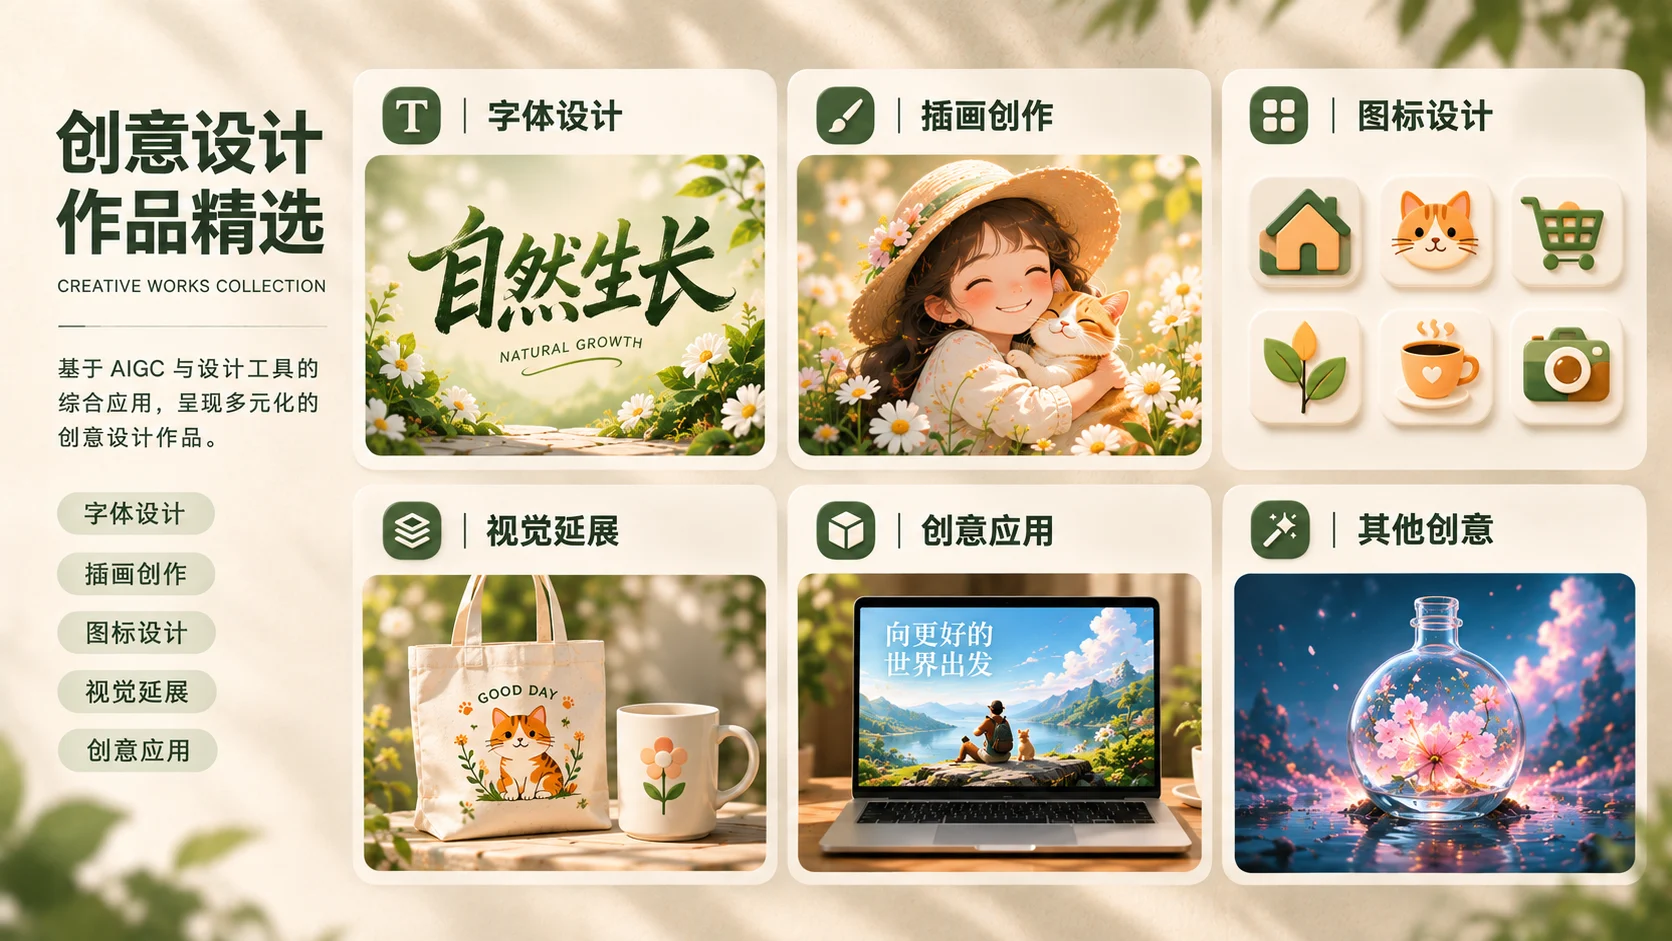 创意设计
作品精选
CREATIVE WORKS COLLECTION
基于 AIGC 与设计工具的
综合应用，呈现多元化的
创意设计作品。
字体设计
插画创作
图标设计
视觉延展
创意应用
T
字体设计
自然生长
NATURAL GROWTH
插画创作
图标设计
视觉延展
GOOD DAY
创意应用
向更好的
世界出发
其他创意